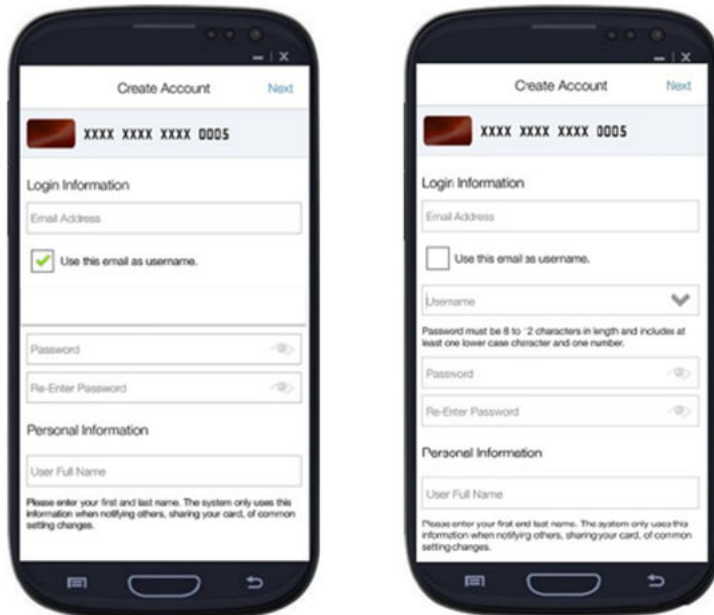 Create Account
Next
XXXX XXXX XXXX 0005
Login Information
Email Address
Use this email as username.
Password
Re-Enter Password
Personal Information
User Full Name
Please enter your first and last name. The system only uses this
information when notifying others, sharing your card, of common
setting changes.
Create Account
Next
XXXX XXXX XXXX 0005
Login Information
Email Address
Use this email as username.
Username
Password must be 8 to 12 characters in length and includes at
least one lower case character and one number.
Password
Re-Enter Password
Personal Information
User Full Name
Please enter your first and last name. The system only uses this
information when notifying others, sharing your card, of common
setting changes.